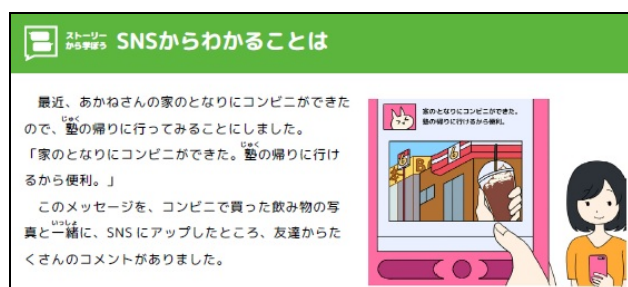 ストーリーから学ぼう SNSからわかることは
最近、あかねさんの家のとなりにコンビニができた
ので、塾の帰りに行ってみることにしました。
「家のとなりにコンビニができた。塾の帰りに行け
るから便利。」
このメッセージを、コンビニで買った飲み物の写
真と一緒に、SNSにアップしたところ、友達からた
くさんのコメントがありました。
家のとなりにコンビニができた。
塾の帰りに行けるから便利。